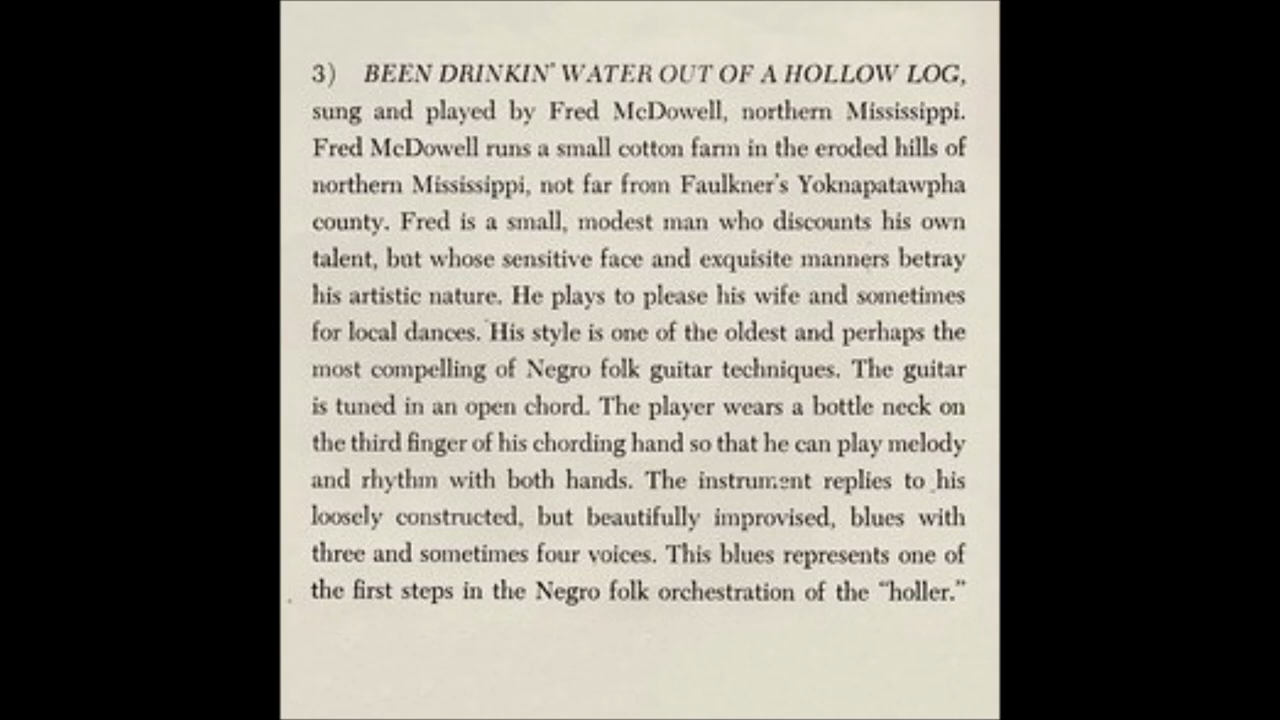 3) BEEN DRINKIN' WATER OUT OF A HOLLOW LOG,
sung and played by Fred McDowell, northern Mississippi.
Fred McDowell runs a small cotton farm in the eroded hills of
northern Mississippi, not far from Faulkner's Yoknapatawpha
county. Fred is a small, modest man who discounts his own
talent, but whose sensitive face and exquisite manners betray
his artistic nature. He plays to please his wife and sometimes
for local dances. His style is one of the oldest and perhaps the
most compelling of Negro folk guitar techniques. The guitar
is tuned in an open chord. The player wears a bottle neck on
the third finger of his chording hand so that he can play melody
and rhythm with both hands. The instrument replies to his
loosely constructed, but beautifully improvised, blues with
three and sometimes four voices. This blues represents one of
the first steps in the Negro folk orchestration of the “holler.”